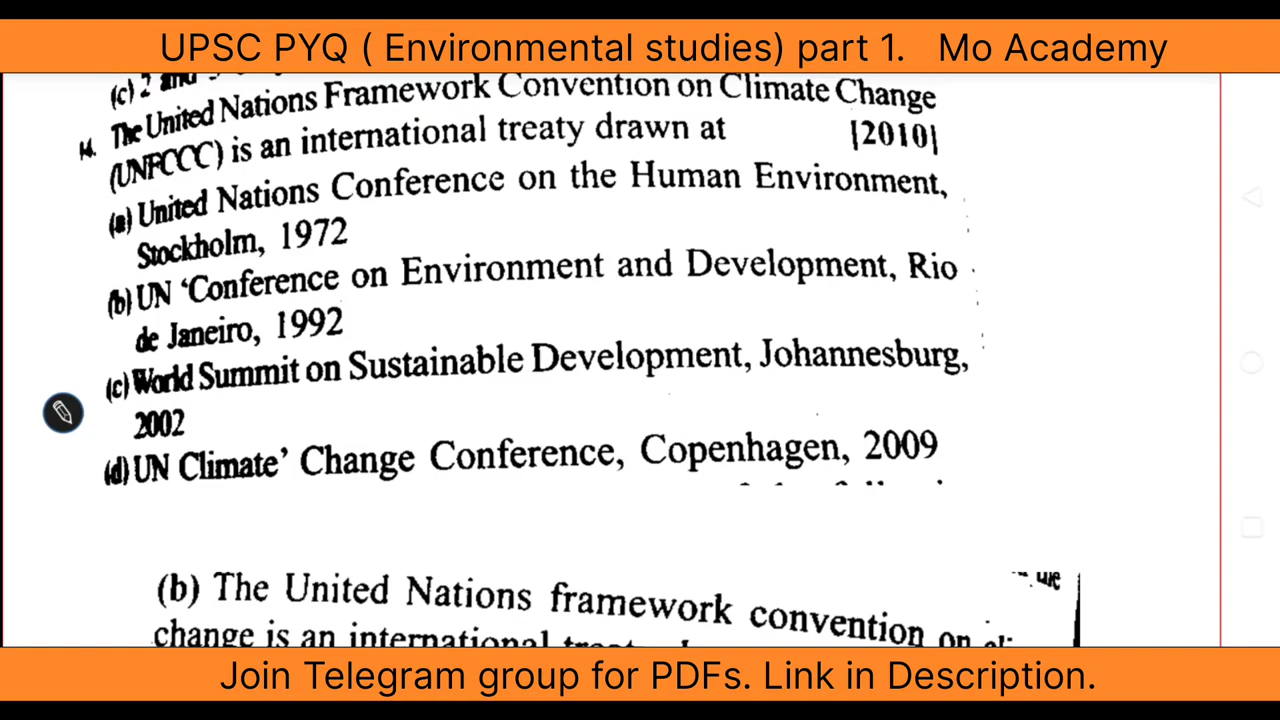 UPSC PYQ ( Environmental studies) part 1. Mo Academy
(c) 2 and
14. The United Nations Framework Convention on Climate Change
(UNFCCC) is an international treaty drawn at [2010]
(a) United Nations Conference on the Human Environment,
Stockholm, 1972
(b) UN ‘Conference on Environment and Development, Rio
de Janeiro, 1992
(c) World Summit on Sustainable Development, Johannesburg,
2002
(d) UN Climate’ Change Conference, Copenhagen, 2009
(b) The United Nations framework convention on
change is an international
Join Telegram group for PDFs. Link in Description.